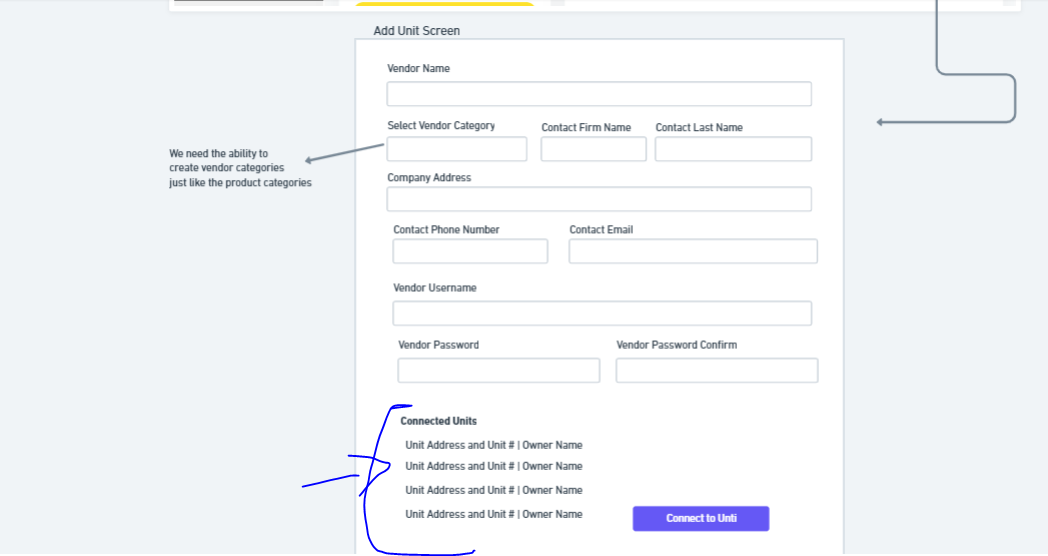 Add Unit Screen
Vendor Name
Select Vendor Category Contact Firm Name Contact Last Name
We need the ability to
create vendor categories
just like the product categories
Company Address
Contact Phone Number Contact Email
Vendor Username
Vendor Password Vendor Password Confirm
Connected Units
Unit Address and Unit # | Owner Name
Unit Address and Unit # | Owner Name
Unit Address and Unit # | Owner Name
Unit Address and Unit # | Owner Name
Connect to Unti